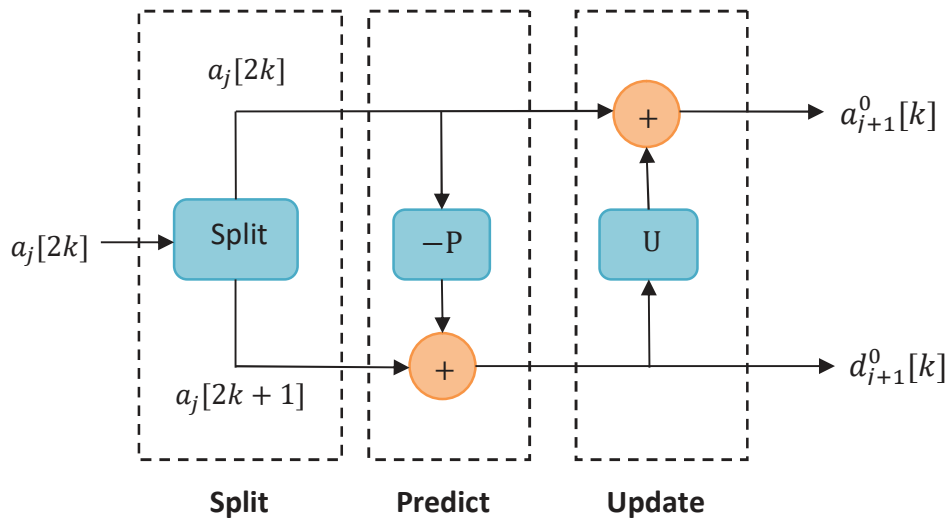 a_j[2k]
a^0_{j+1}[k]
+
Split
−P
U
a_j[2k]
+
d^0_{j+1}[k]
a_j[2k + 1]
Split
Predict
Update